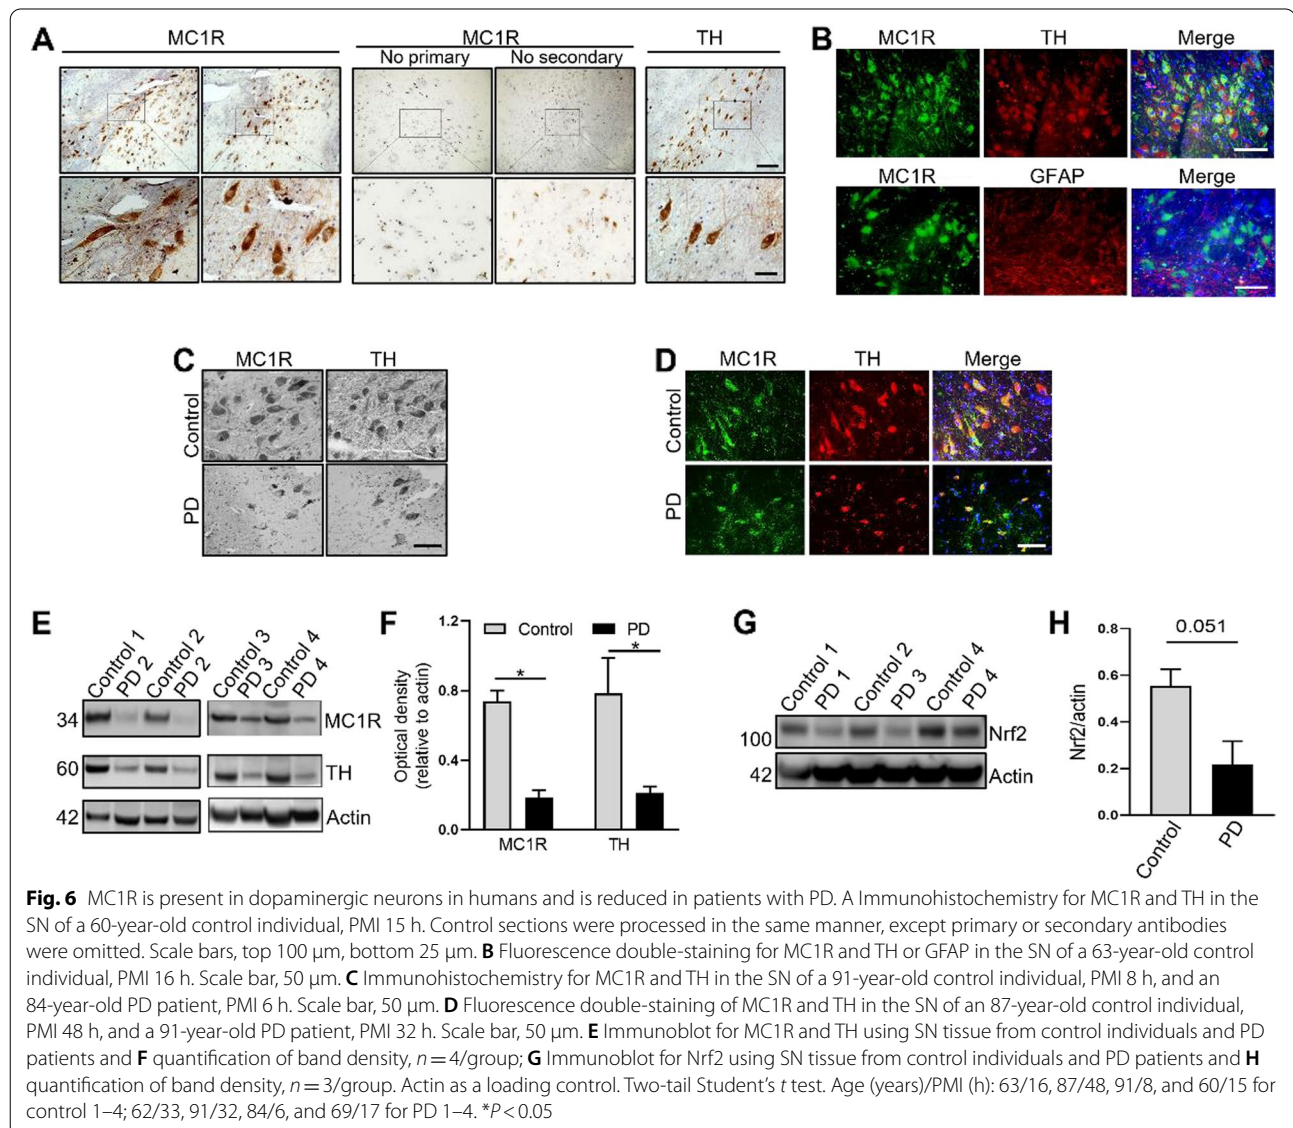 A
MC1R
MC1R
TH
No primary
No secondary
B
MC1R
TH
Merge
MC1R
GFAP
Merge
C
MC1R
TH
Control
PD
D
MC1R
TH
Merge
Control
PD
E
Control 1
PD 2
Control 2
PD 2
Control 3
PD 3
Control 4
PD 4
34
MC1R
60
TH
42
Actin
F
Optical density
(relative to actin)
1.2
0.8
0.4
0.0
Control
PD
*
*
MC1R
TH
G
Control 1
PD 1
Control 2
PD 3
Control 4
PD 4
100
Nrf2
42
Actin
H
Nrf2/actin
0.8
0.6
0.4
0.2
0.0
0.051
Control
PD
Fig. 6 MC1R is present in dopaminergic neurons in humans and is reduced in patients with PD. A Immunohistochemistry for MC1R and TH in the
SN of a 60-year-old control individual, PMI 15 h. Control sections were processed in the same manner, except primary or secondary antibodies
were omitted. Scale bars, top 100 µm, bottom 25 µm. B Fluorescence double-staining for MC1R and TH or GFAP in the SN of a 63-year-old control
individual, PMI 16 h. Scale bar, 50 µm. C Immunohistochemistry for MC1R and TH in the SN of a 91-year-old control individual, PMI 8 h, and an
84-year-old PD patient, PMI 6 h. Scale bar, 50 µm. D Fluorescence double-staining of MC1R and TH in the SN of an 87-year-old control individual,
PMI 48 h, and a 91-year-old PD patient, PMI 32 h. Scale bar, 50 µm. E Immunoblot for MC1R and TH using SN tissue from control individuals and PD
patients and F quantification of band density, n = 4/group; G Immunoblot for Nrf2 using SN tissue from control individuals and PD patients and H
quantification of band density, n = 3/group. Actin as a loading control. Two-tail Student's t test. Age (years)/PMI (h): 63/16, 87/48, 91/8, and 60/15 for
control 1–4; 62/33, 91/32, 84/6, and 69/17 for PD 1–4. *P < 0.05